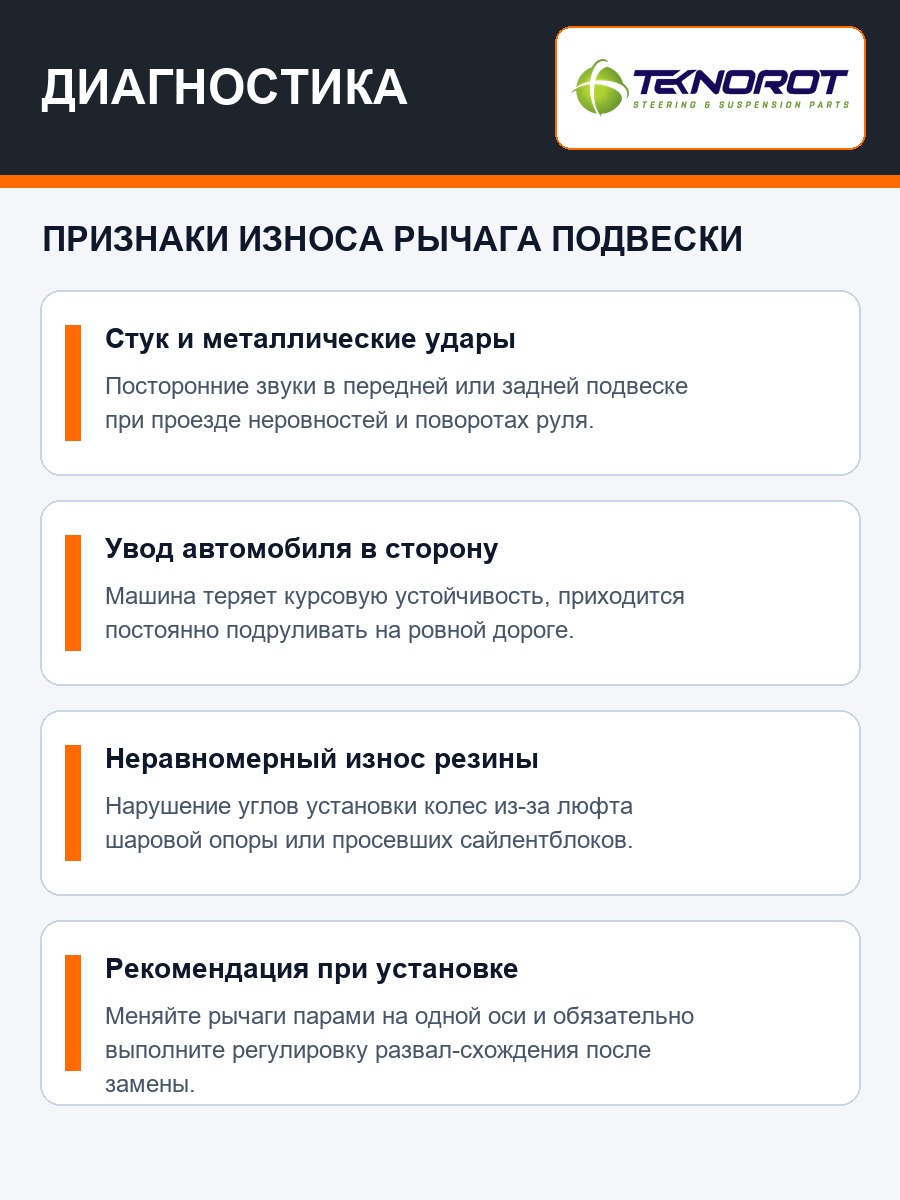 ДИАГНОСТИКА
TEKNOROT
STEERING & SUSPENSION PARTS
ПРИЗНАКИ ИЗНОСА РЫЧАГА ПОДВЕСКИ
Стук и металлические удары
Посторонние звуки в передней или задней подвеске
при проезде неровностей и поворотах руля.
Увод автомобиля в сторону
Машина теряет курсовую устойчивость, приходится
постоянно подруливать на ровной дороге.
Неравномерный износ резины
Нарушение углов установки колес из-за люфта
шаровой опоры или просевших сайлентблоков.
Рекомендация при установке
Меняйте рычаги парами на одной оси и обязательно
выполните регулировку развал-схождения после
замены.